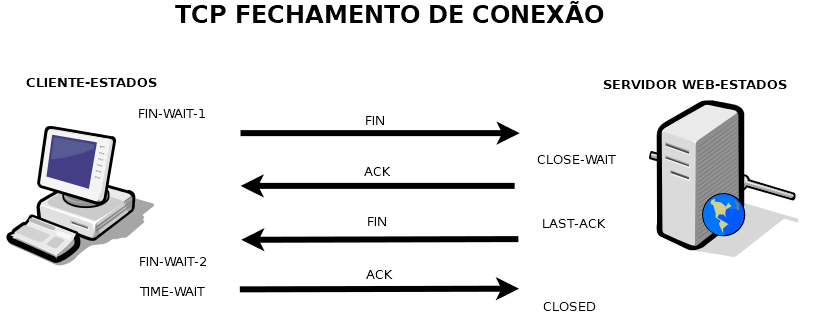 TCP FECHAMENTO DE CONEXÃO
CLIENTE-ESTADOS
SERVIDOR WEB-ESTADOS
FIN-WAIT-1
FIN
CLOSE-WAIT
ACK
FIN
LAST-ACK
FIN-WAIT-2
ACK
TIME-WAIT
CLOSED